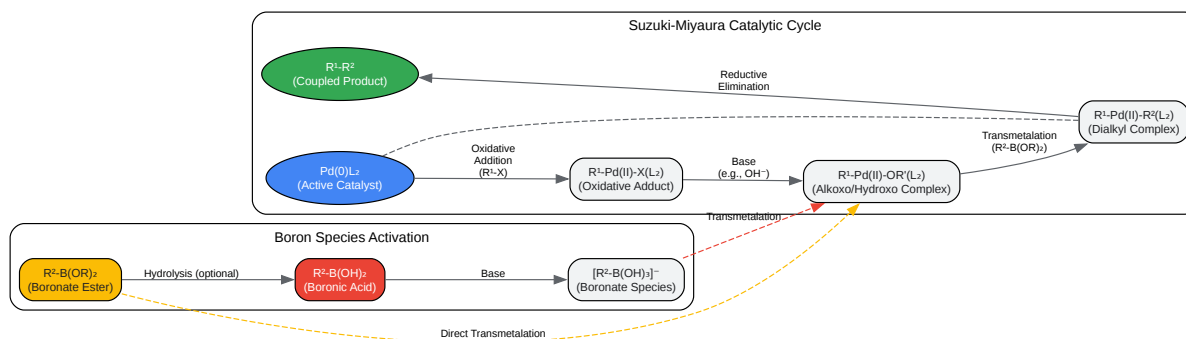 Suzuki-Miyaura Catalytic Cycle
R¹-R²
(Coupled Product)
Reductive
Elimination
R¹-Pd(II)-R²(L₂)
(Dialkyl Complex)
Transmetalation
(R²-B(OR)₂)
Pd(0)L₂
(Active Catalyst)
Oxidative
Addition
(R¹-X)
R¹-Pd(II)-X(L₂)
(Oxidative Adduct)
Base
(e.g., OH⁻)
R¹-Pd(II)-OR'(L₂)
(Alkoxo/Hydroxo Complex)
Transmetalation
Boron Species Activation
R²-B(OR)₂
(Boronate Ester)
Hydrolysis (optional)
R²-B(OH)₂
(Boronic Acid)
Base
[R²-B(OH)₃]⁻
(Boronate Species)
Direct Transmetalation